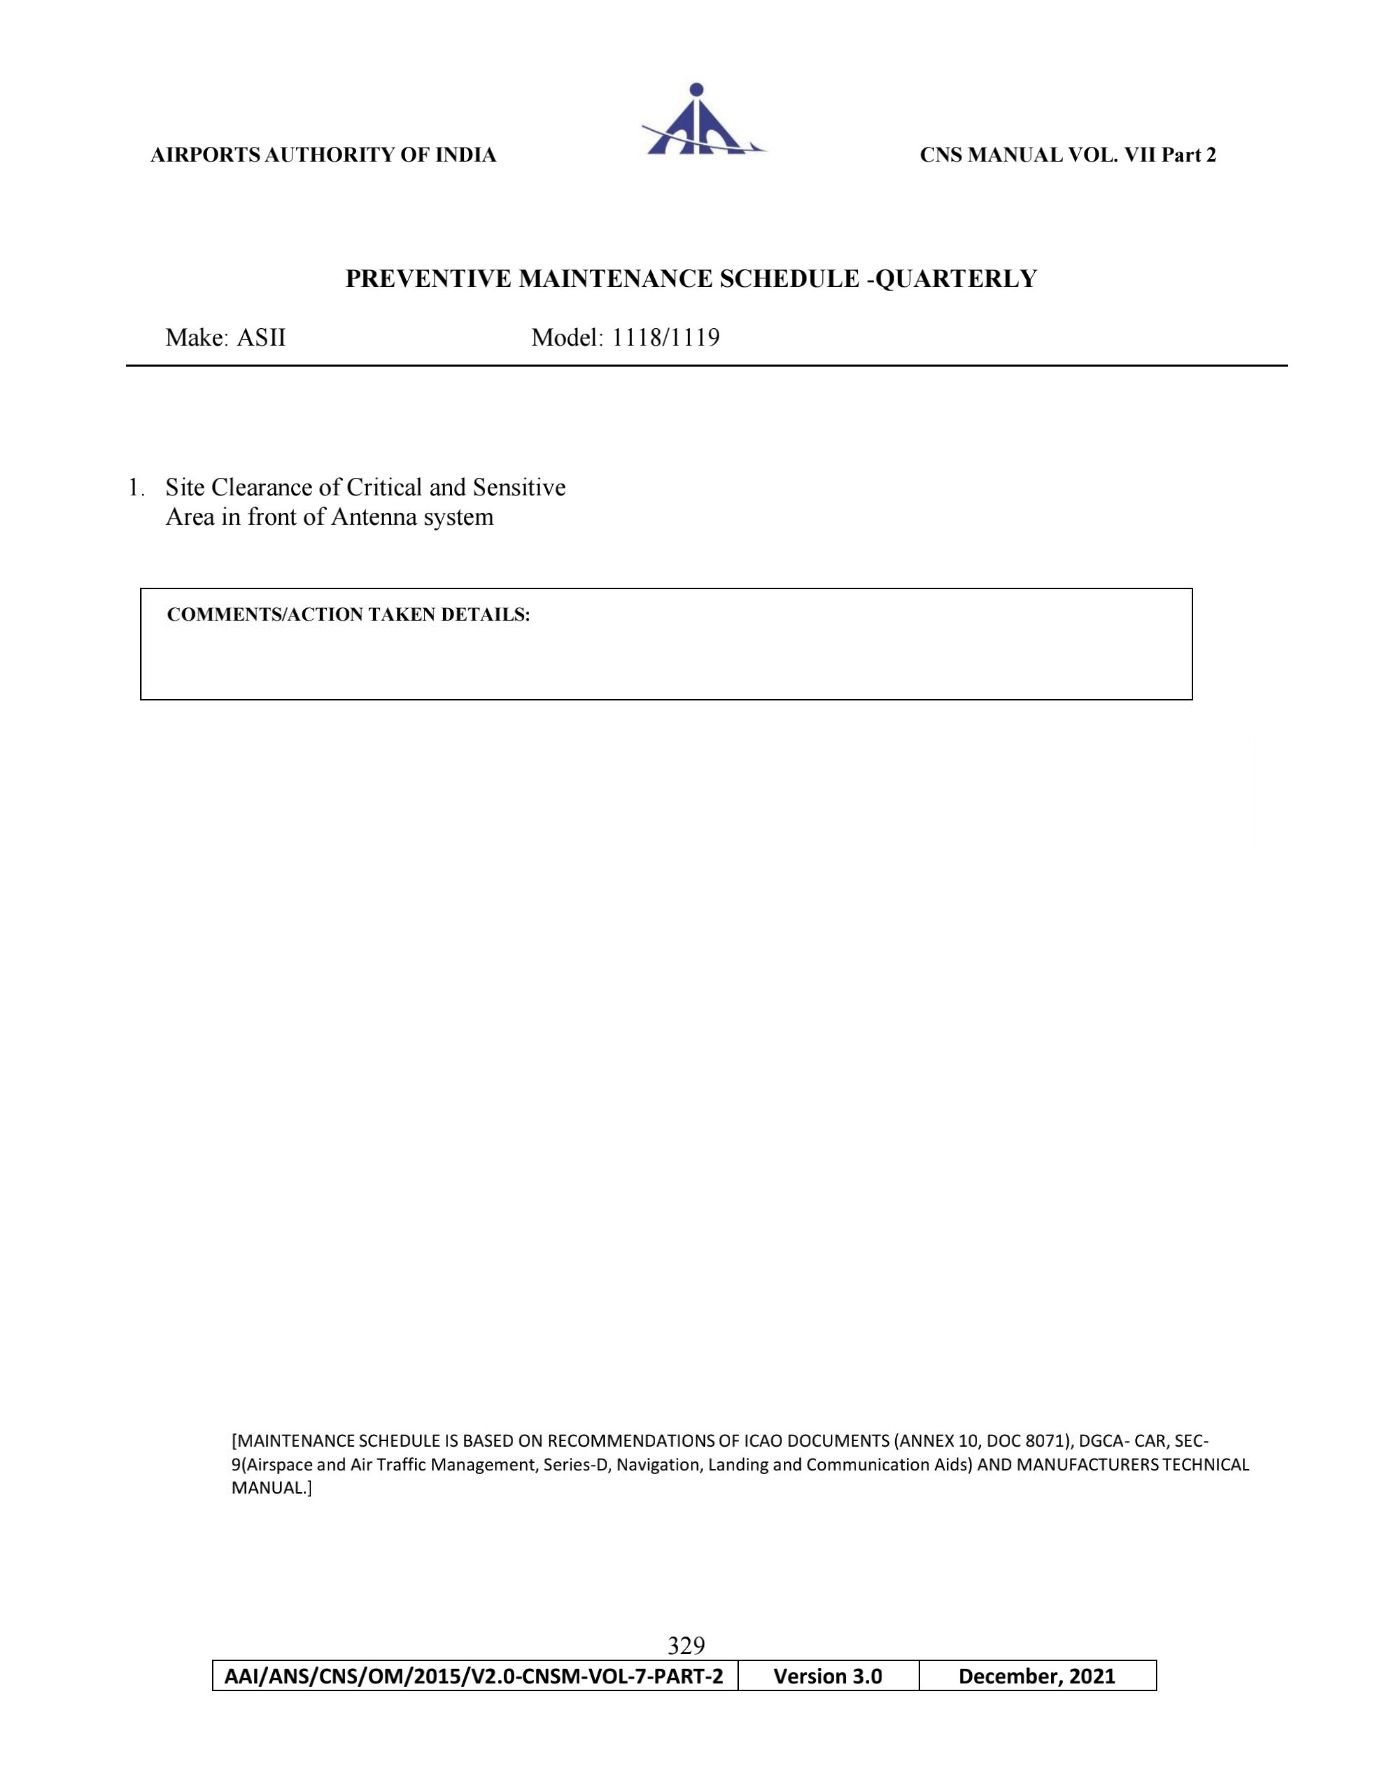 AIRPORTS AUTHORITY OF INDIA
CNS MANUAL VOL. VII Part 2
PREVENTIVE MAINTENANCE SCHEDULE -QUARTERLY
Make: ASII Model: 1118/1119
1. Site Clearance of Critical and Sensitive
Area in front of Antenna system
COMMENTS/ACTION TAKEN DETAILS:
[MAINTENANCE SCHEDULE IS BASED ON RECOMMENDATIONS OF ICAO DOCUMENTS (ANNEX 10, DOC 8071), DGCA- CAR, SEC-
9(Airspace and Air Traffic Management, Series-D, Navigation, Landing and Communication Aids) AND MANUFACTURERS TECHNICAL
MANUAL.]
329
AAI/ANS/CNS/OM/2015/V2.0-CNSM-VOL-7-PART-2 Version 3.0 December, 2021